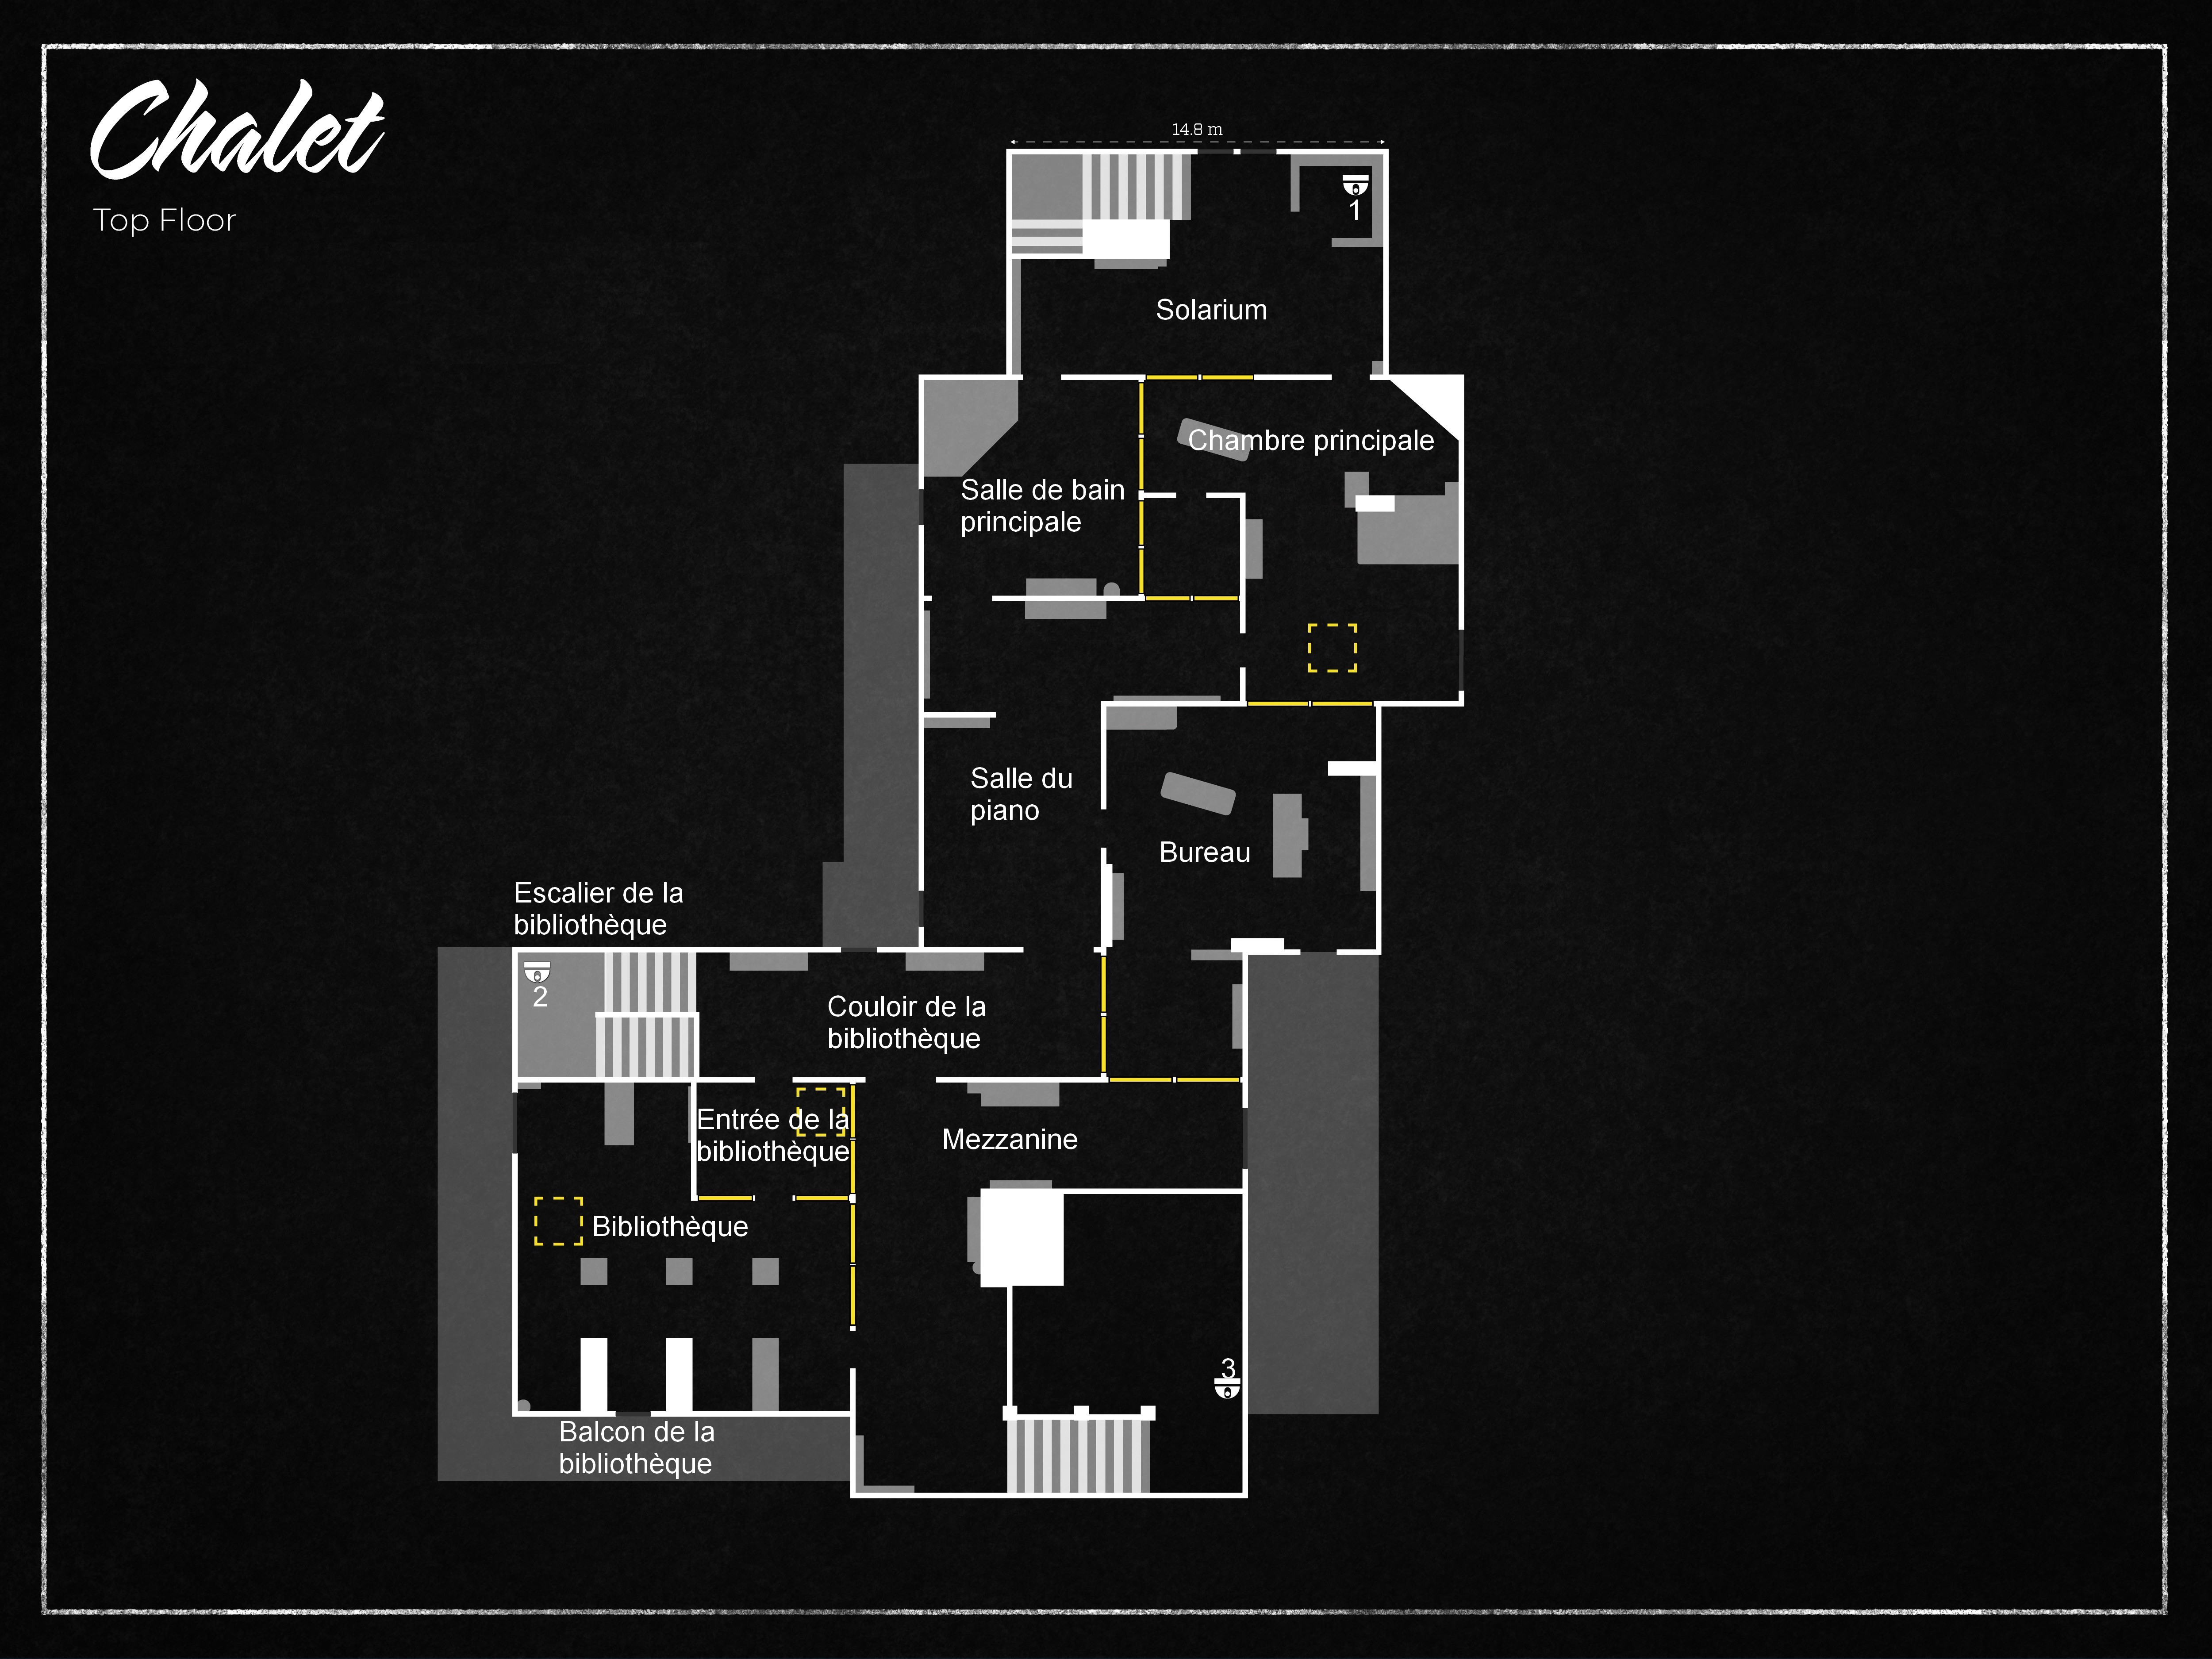 Chalet
Top Floor
14.8 m
1
Solarium
Chambre principale
Salle de bain
principale
Salle du
piano
Bureau
Escalier de la
bibliothèque
2
Couloir de la
bibliothèque
Entrée de la
bibliothèque
Mezzanine
Bibliothèque
3
Balcon de la
bibliothèque